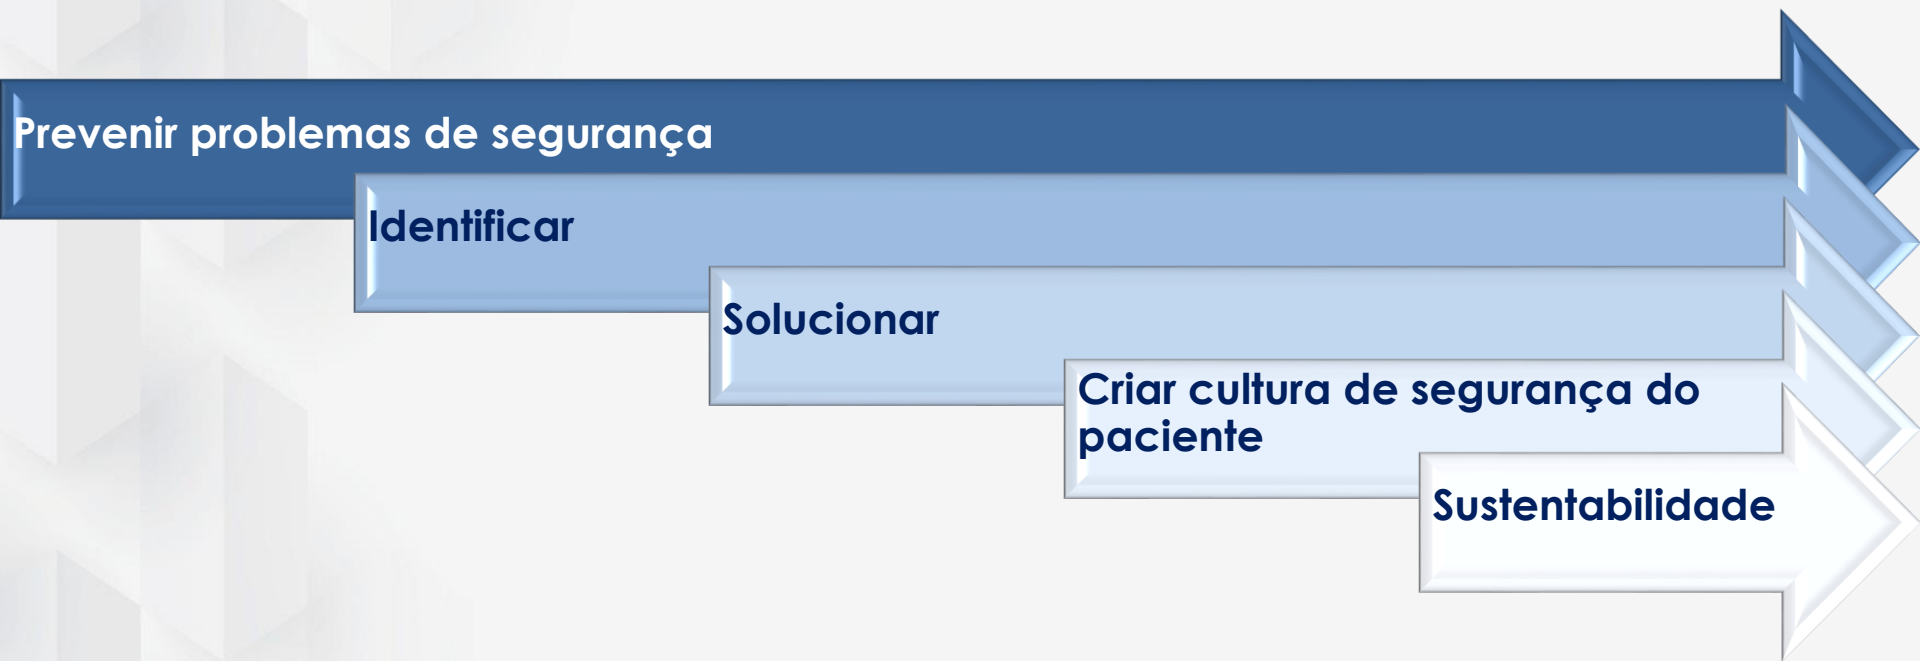 Prevenir problemas de segurança
Identificar
Solucionar
Criar cultura de segurança do
paciente
Sustentabilidade